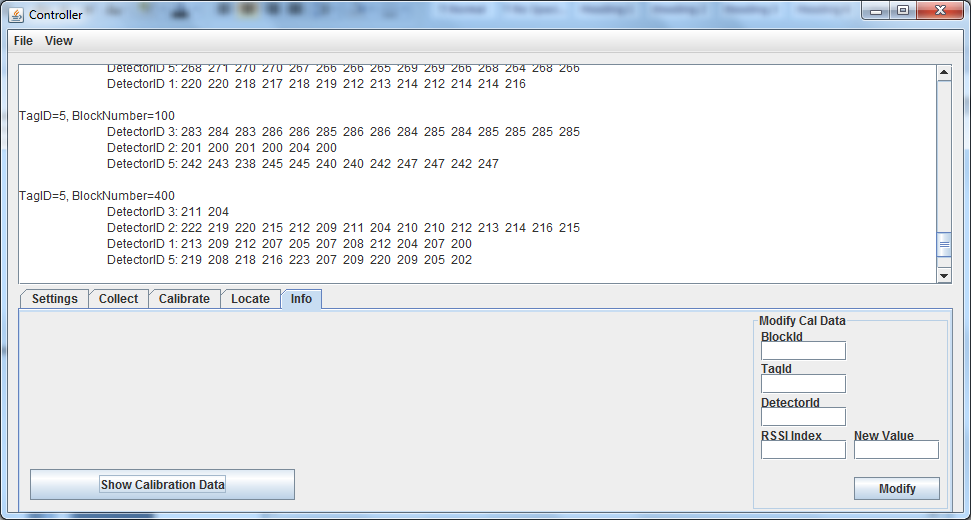 Controller
File View
DetectorID 5: 268 271 270 270 267 266 266 265 269 269 266 268 264 268 266
DetectorID 1: 220 220 218 217 218 219 212 213 214 212 214 214 216
TagID=5, BlockNumber=100
DetectorID 3: 283 284 283 286 286 285 286 286 284 285 284 285 285 285 285
DetectorID 2: 201 200 201 200 204 200
DetectorID 5: 242 243 238 245 245 240 240 242 247 247 242 247
TagID=5, BlockNumber=400
DetectorID 3: 211 204
DetectorID 2: 222 219 220 215 212 209 211 204 210 210 212 213 214 216 215
DetectorID 1: 213 209 212 207 205 207 208 212 204 207 200
DetectorID 5: 219 208 218 216 223 207 209 220 209 205 202
Settings Collect Calibrate Locate Info
Modify Cal Data
BlockId
TagId
DetectorId
RSSI Index New Value
Show Calibration Data
Modify